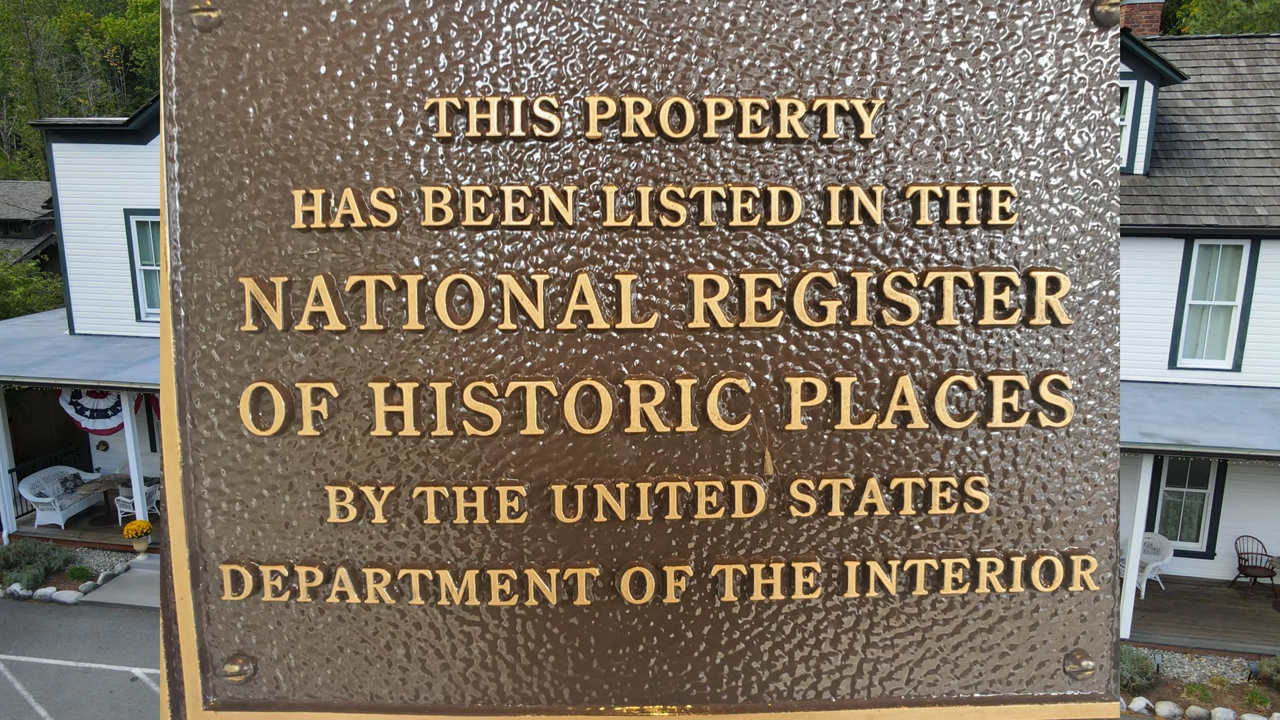 THIS PROPERTY
HAS BEEN LISTED IN THE
NATIONAL REGISTER
OF HISTORIC PLACES
BY THE UNITED STATES
DEPARTMENT OF THE INTERIOR